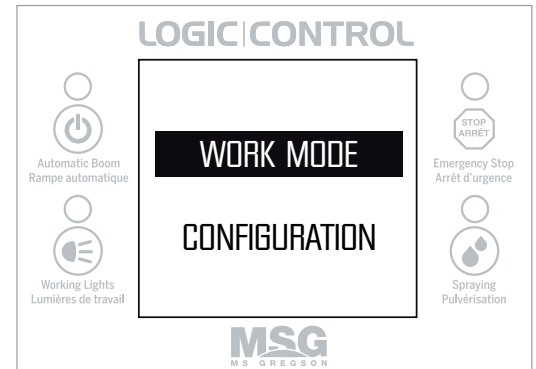 LOGIC|CONTROL
Automatic Boom
Rampe automatique
Working Lights
Lumières de travail
WORK MODE
CONFIGURATION
STOP
ARRÊT
Emergency Stop
Arrêt d'urgence
Spraying
Pulvérisation
MSG
MS GREGSON